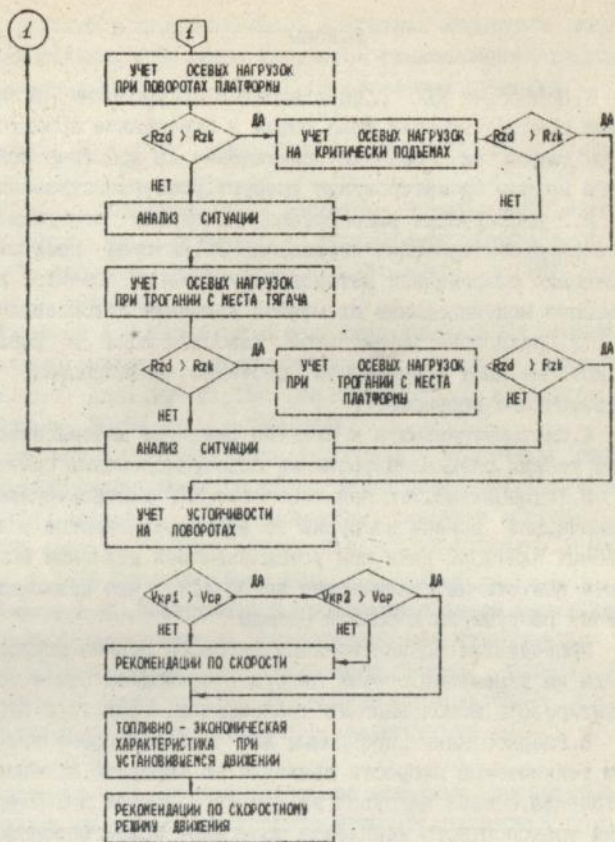 1
1
УЧЕТ ОСЕВЫХ НАГРУЗОК
ПРИ ПОВОРОТАХ ПЛАТФОРМЫ
Rzd > Rzk
ДА
УЧЕТ ОСЕВЫХ НАГРУЗОК
НА КРИТИЧЕСКИ ПОДЪЕМАХ
Rzd > Rzk
ДА
НЕТ
НЕТ
АНАЛИЗ СИТУАЦИИ
УЧЕТ ОСЕВЫХ НАГРУЗОК
ПРИ ТРОГАНИИ С МЕСТА ТЯГАЧА
Rzd > Rzk
ДА
УЧЕТ ОСЕВЫХ НАГРУЗОК
ПРИ ТРОГАНИИ С МЕСТА
ПЛАТФОРМЫ
Rzd > Rzk
ДА
НЕТ
НЕТ
АНАЛИЗ СИТУАЦИИ
УЧЕТ УСТОЙЧИВОСТИ
НА ПОВОРОТАХ
Vкр1 > Vср
ДА
Vкр2 > Vср
ДА
НЕТ
НЕТ
РЕКОМЕНДАЦИИ ПО СКОРОСТИ
ТОПЛИВНО - ЭКОНОМИЧЕСКАЯ
ХАРАКТЕРИСТИКА ПРИ
УСТАНОВИВШЕМСЯ ДВИЖЕНИИ
РЕКОМЕНДАЦИИ ПО СКОРОСТНОМУ
РЕЖИМУ ДВИЖЕНИЯ